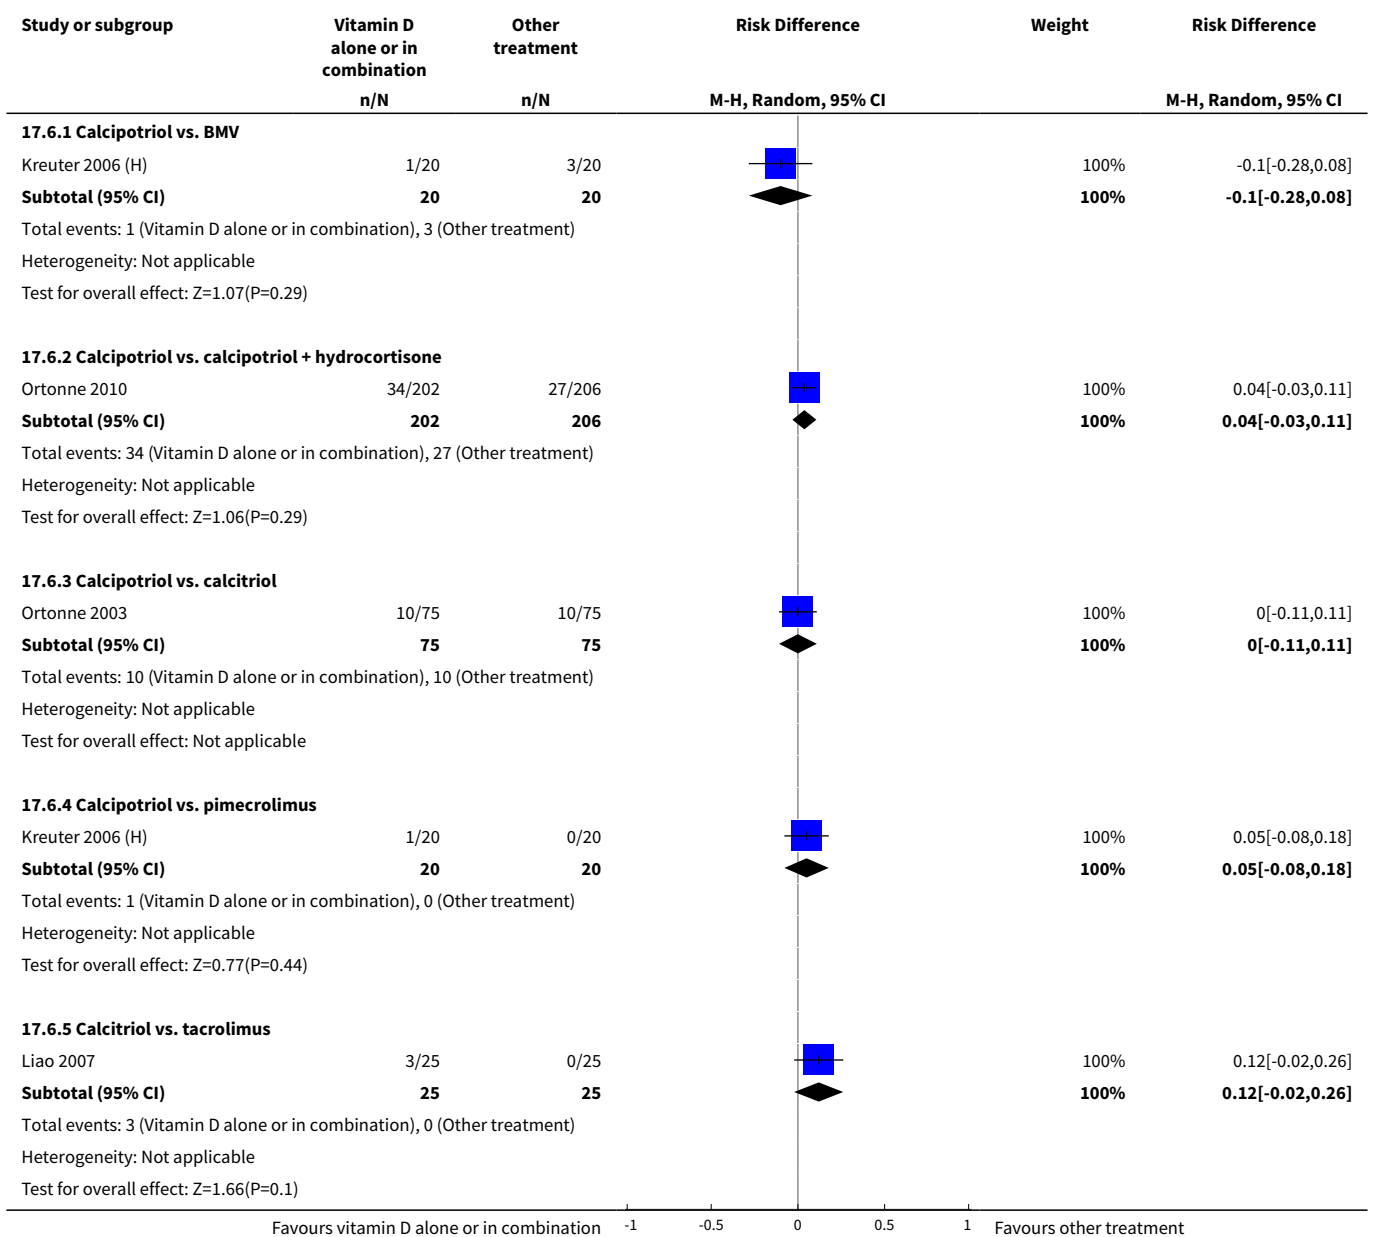 Study or subgroup Vitamin D alone or in combination Other treatment Risk Difference Weight Risk Difference
n/N n/N M-H, Random, 95% CI M-H, Random, 95% CI
17.6.1 Calcipotriol vs. BMV
Kreuter 2006 (H) 1/20 3/20 100% -0.1[-0.28,0.08]
Subtotal (95% CI) 20 20 100% -0.1[-0.28,0.08]
Total events: 1 (Vitamin D alone or in combination), 3 (Other treatment)
Heterogeneity: Not applicable
Test for overall effect: Z=1.07(P=0.29)
17.6.2 Calcipotriol vs. calcipotriol + hydrocortisone
Ortonne 2010 34/202 27/206 100% 0.04[-0.03,0.11]
Subtotal (95% CI) 202 206 100% 0.04[-0.03,0.11]
Total events: 34 (Vitamin D alone or in combination), 27 (Other treatment)
Heterogeneity: Not applicable
Test for overall effect: Z=1.06(P=0.29)
17.6.3 Calcipotriol vs. calcitriol
Ortonne 2003 10/75 10/75 100% 0[-0.11,0.11]
Subtotal (95% CI) 75 75 100% 0[-0.11,0.11]
Total events: 10 (Vitamin D alone or in combination), 10 (Other treatment)
Heterogeneity: Not applicable
Test for overall effect: Not applicable
17.6.4 Calcipotriol vs. pimecrolimus
Kreuter 2006 (H) 1/20 0/20 100% 0.05[-0.08,0.18]
Subtotal (95% CI) 20 20 100% 0.05[-0.08,0.18]
Total events: 1 (Vitamin D alone or in combination), 0 (Other treatment)
Heterogeneity: Not applicable
Test for overall effect: Z=0.77(P=0.44)
17.6.5 Calcitriol vs. tacrolimus
Liao 2007 3/25 0/25 100% 0.12[-0.02,0.26]
Subtotal (95% CI) 25 25 100% 0.12[-0.02,0.26]
Total events: 3 (Vitamin D alone or in combination), 0 (Other treatment)
Heterogeneity: Not applicable
Test for overall effect: Z=1.66(P=0.1)
Favours vitamin D alone or in combination -1 -0.5 0 0.5 1 Favours other treatment